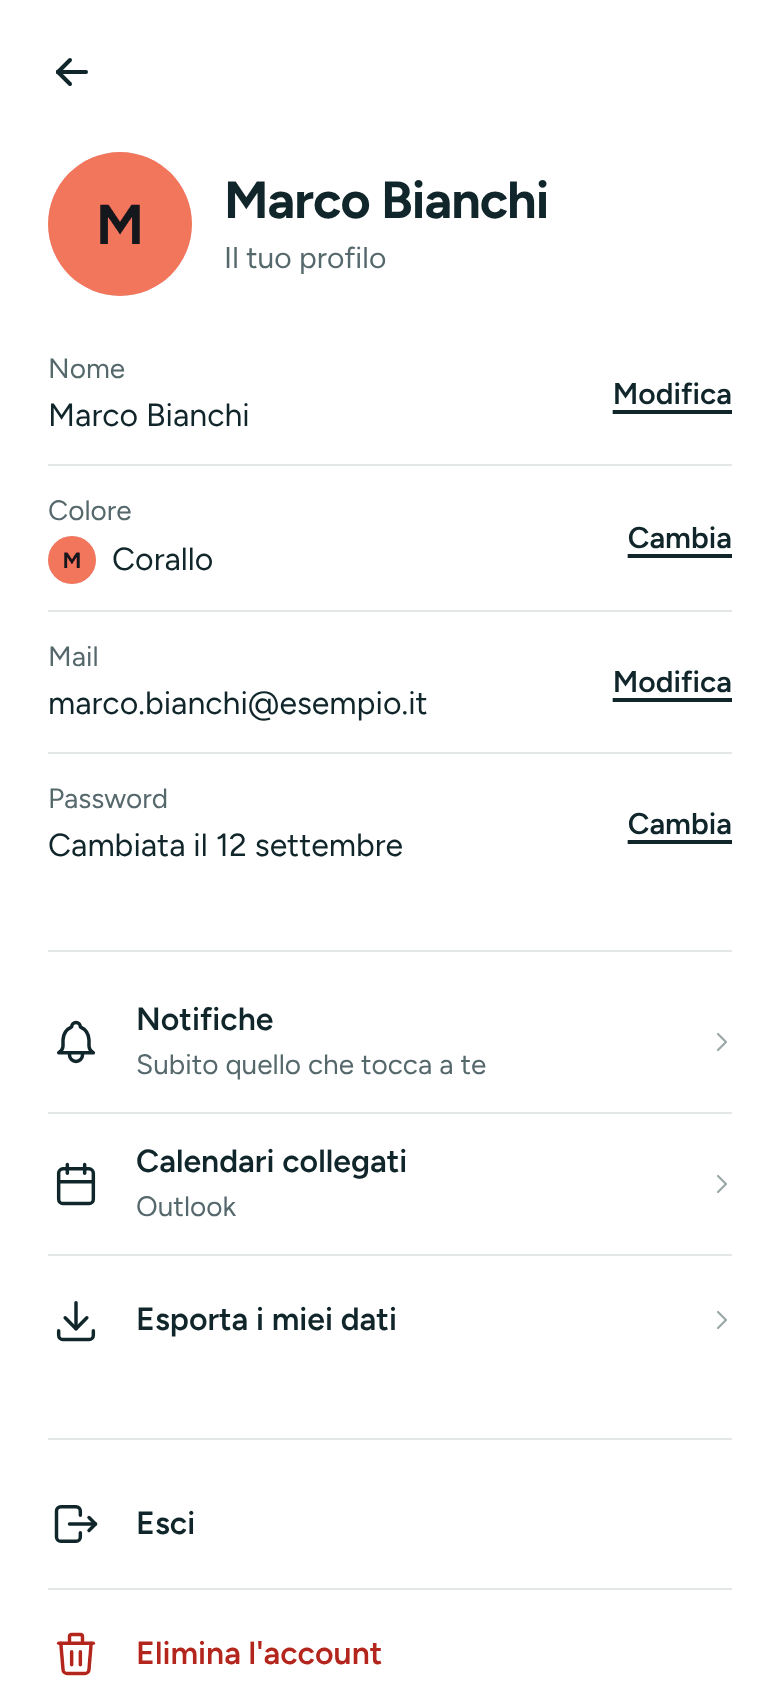 M
Marco Bianchi
Il tuo profilo
Nome
Marco Bianchi
Modifica
Colore
M Corallo
Cambia
Mail
marco.bianchi@esempio.it
Modifica
Password
Cambiata il 12 settembre
Cambia
Notifiche
Subito quello che tocca a te
Calendari collegati
Outlook
Esporta i miei dati
Esci
Elimina l'account